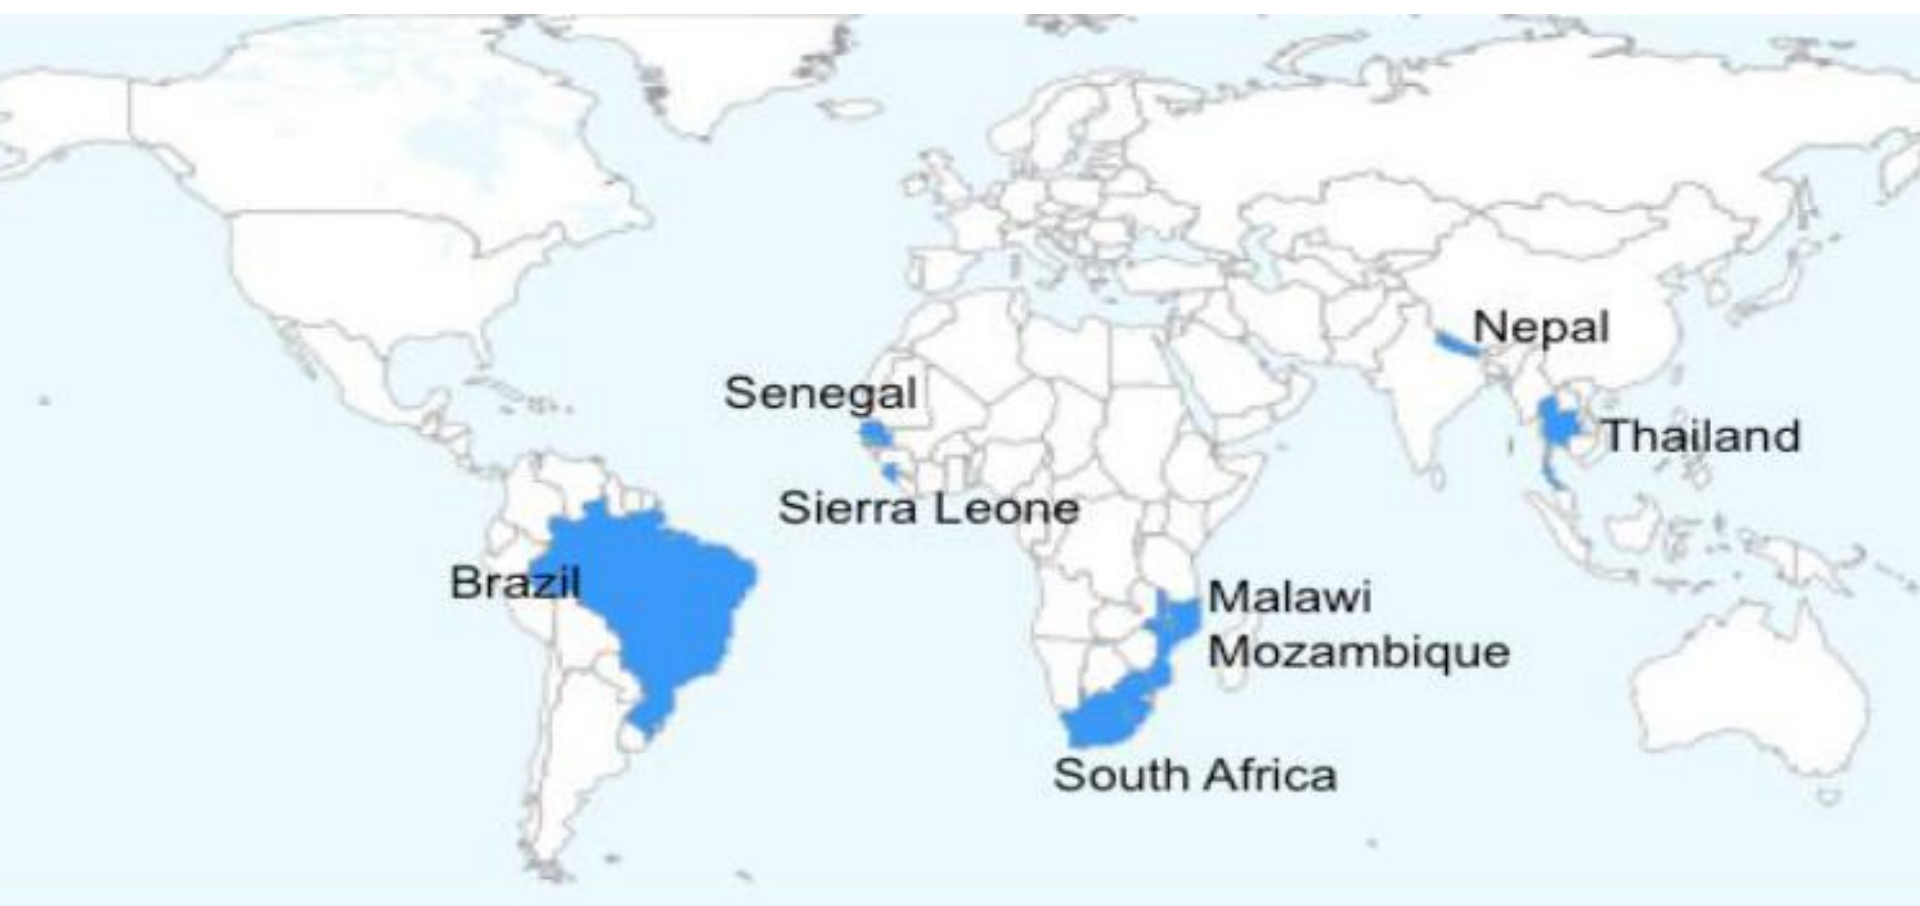 Nepal
Senegal
Thailand
Sierra Leone
Brazil
Malawi
Mozambique
South Africa